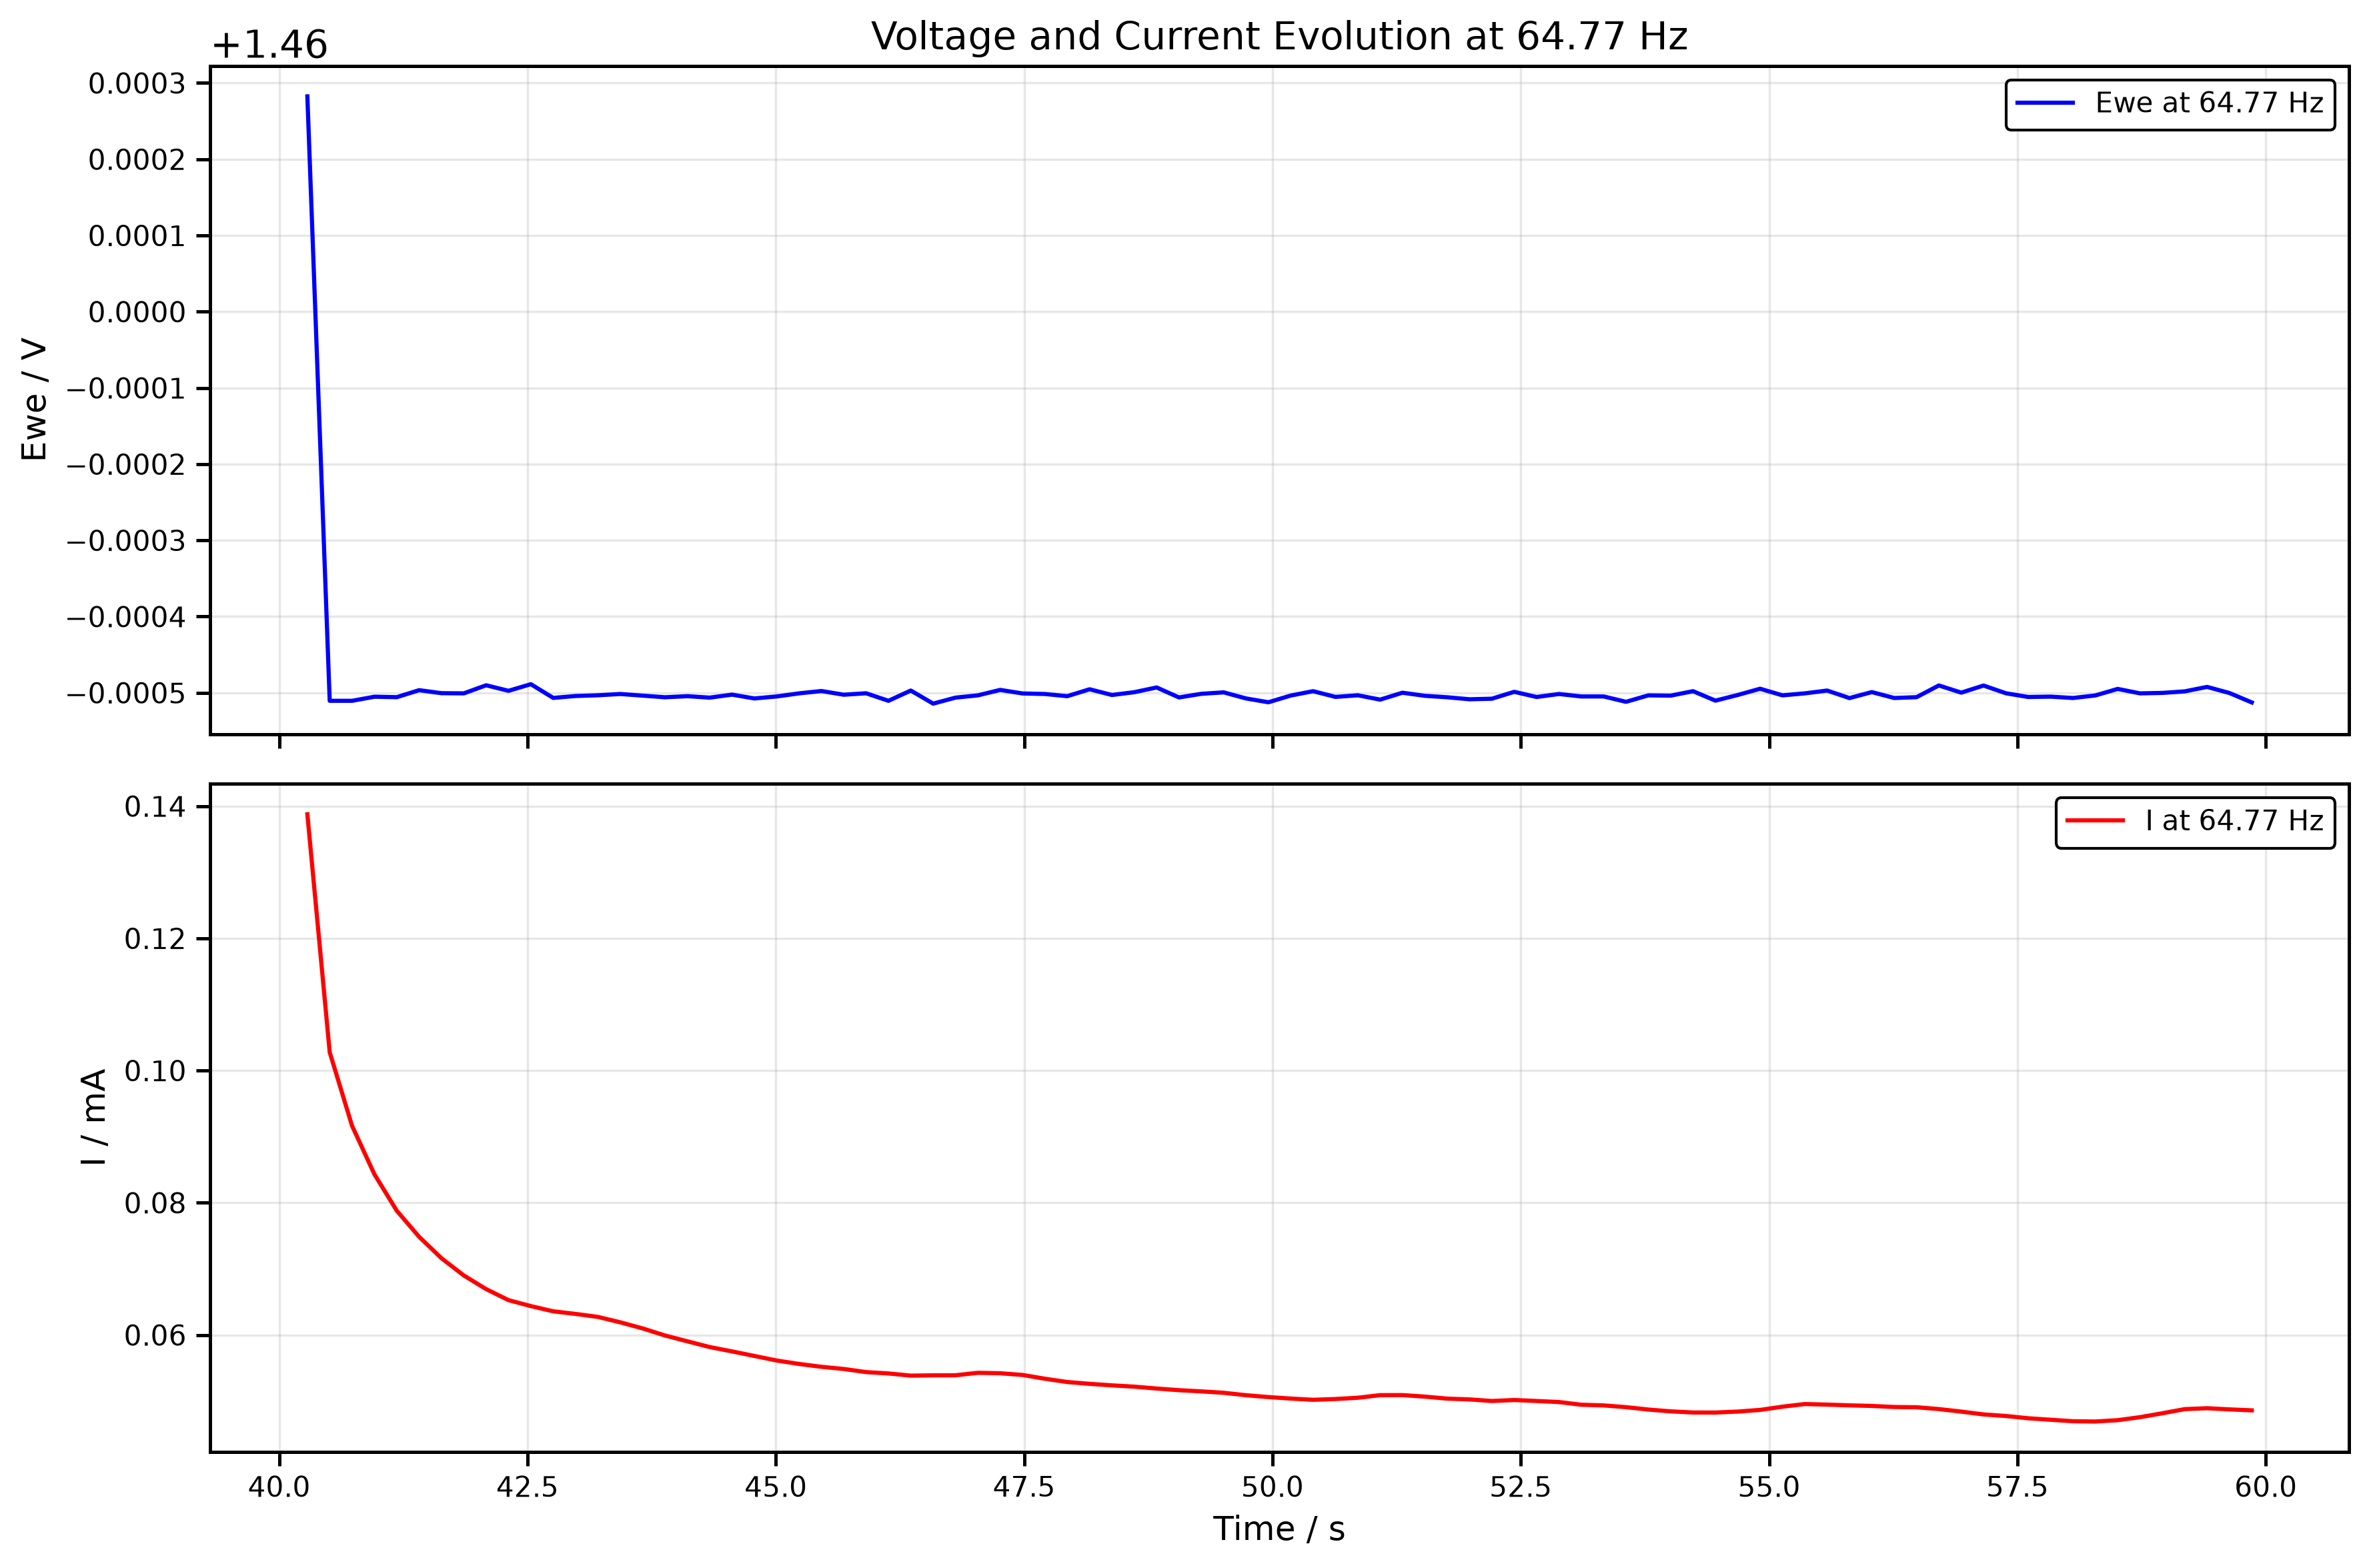 Voltage and Current Evolution at 64.77 Hz
+1.46
Ewe / V
0.0003
0.0002
0.0001
0.0000
−0.0001
−0.0002
−0.0003
−0.0004
−0.0005
Ewe at 64.77 Hz
I / mA
0.14
0.12
0.10
0.08
0.06
I at 64.77 Hz
40.0 42.5 45.0 47.5 50.0 52.5 55.0 57.5 60.0
Time / s